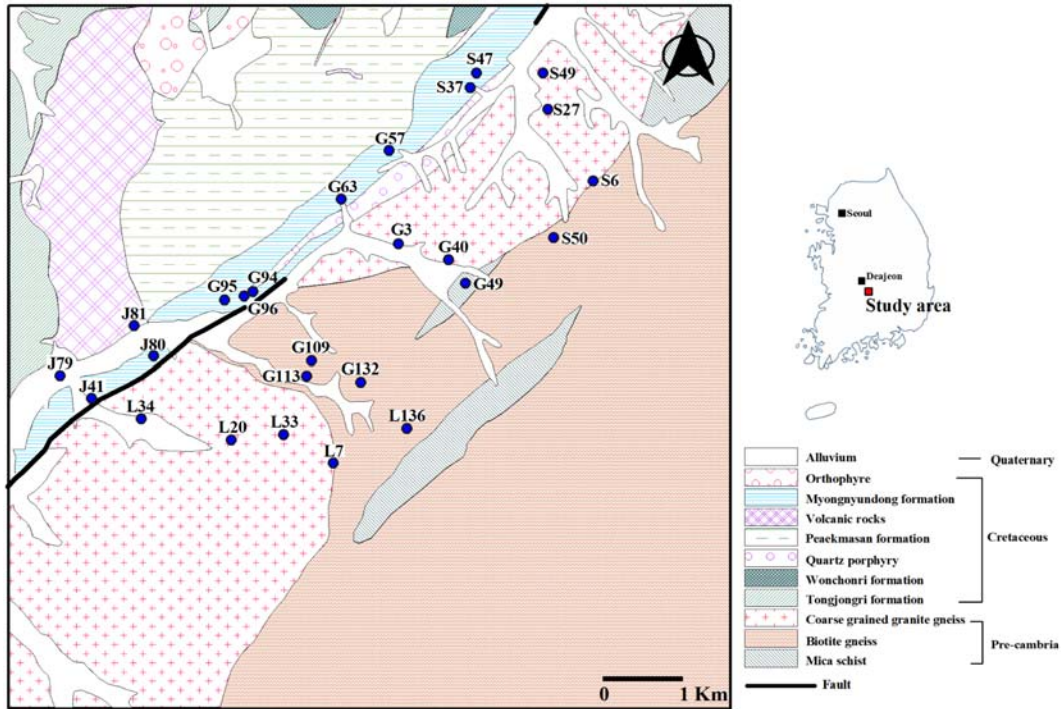 S47
S49
S37
S27
G57
S6
G63
G3
S50
G40
G94
G49
G95
G96
J81
J80
G109
J79
G132
G113
J41
L34
L136
L33
L20
L7
0 1 Km
Seoul
Deajeon
Study area
Alluvium
Quaternary
Orthophyre
Myongnyundong formation
Volcanic rocks
Cretaceous
Peaekmasan formation
Quartz porphyry
Wonchonri formation
Tongjongri formation
Coarse grained granite gneiss
Biotite gneiss
Pre-cambria
Mica schist
Fault